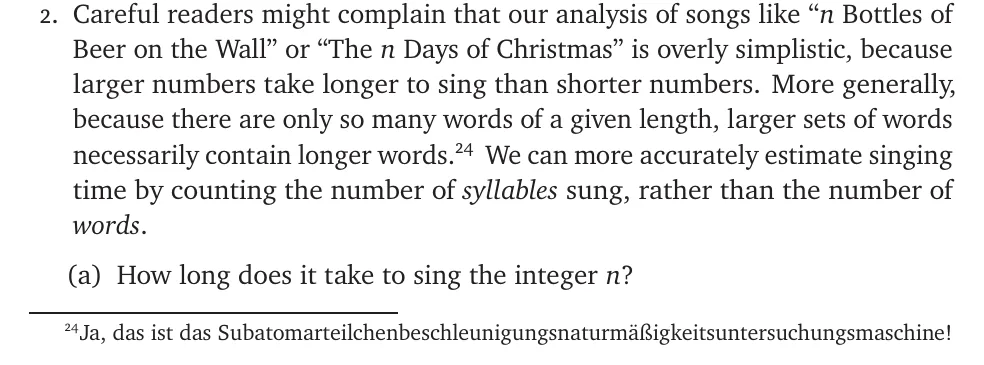 2. Careful readers might complain that our analysis of songs like “n Bottles of
Beer on the Wall” or “The n Days of Christmas” is overly simplistic, because
larger numbers take longer to sing than shorter numbers. More generally,
because there are only so many words of a given length, larger sets of words
necessarily contain longer words.²⁴ We can more accurately estimate singing
time by counting the number of syllables sung, rather than the number of
words.
(a) How long does it take to sing the integer n?
²⁴Ja, das ist das Subatomarteilchenbeschleunigungsnaturmäßigkeitsuntersuchungsmaschine!